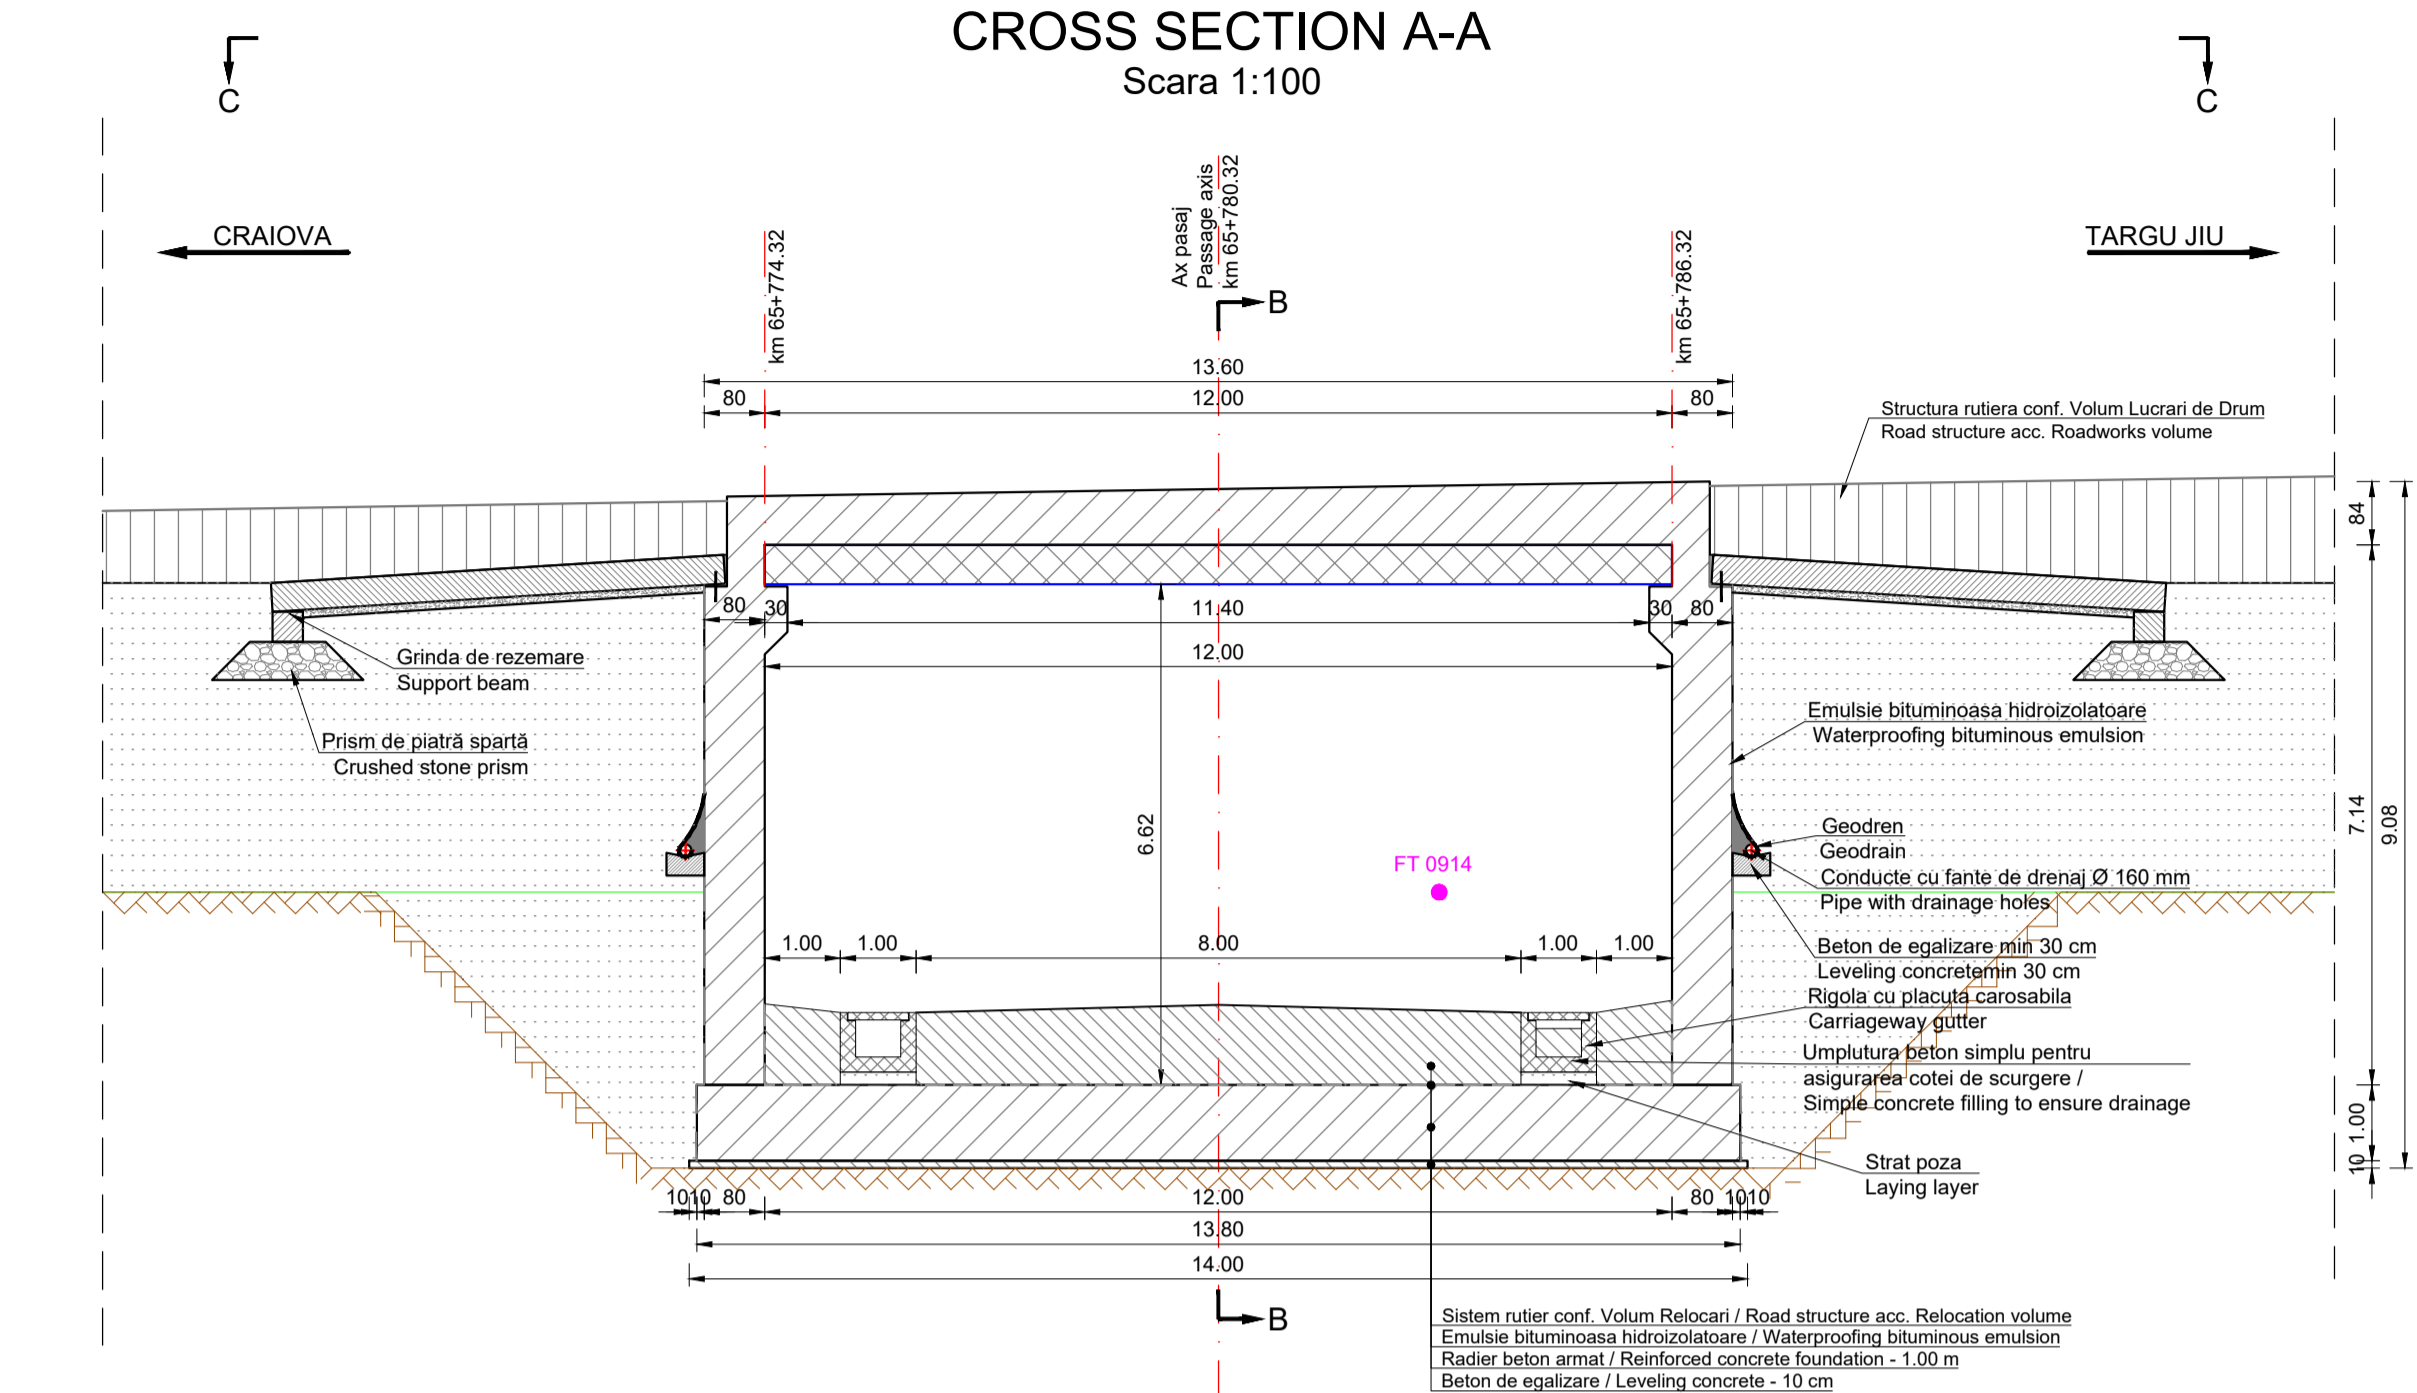 CROSS SECTION A-A
Scara 1:100
C
C
CRAIOVA
TARGU JIU
km 65+774.32
Ax pasaj
Passage axis
km 65+780.32
km 65+786.32
B
13.60
80
12.00
80
Structura rutiera conf. Volum Lucrari de Drum
Road structure acc. Roadworks volume
84
7.14
9.08
1.00
10
80
30
11.40
30
80
12.00
Grinda de rezemare
Support beam
Prism de piatră spartă
Crushed stone prism
6.62
FT 0914
Emulsie bituminoasa hidroizolatoare
Waterproofing bituminous emulsion
Geodren
Geodrain
Conducte cu fante de drenaj Ø 160 mm
Pipe with drainage holes
1.00
1.00
8.00
1.00
1.00
Beton de egalizare min 30 cm
Leveling concretemin 30 cm
Rigola cu placuta carosabila
Carriageway gutter
Umplutura beton simplu pentru
asigurarea cotei de scurgere /
Simple concrete filling to ensure drainage
Strat poza
Laying layer
10
10
80
12.00
80
10
10
13.80
14.00
B
Sistem rutier conf. Volum Relocari / Road structure acc. Relocation volume
Emulsie bituminoasa hidroizolatoare / Waterproofing bituminous emulsion
Radier beton armat / Reinforced concrete foundation - 1.00 m
Beton de egalizare / Leveling concrete - 10 cm